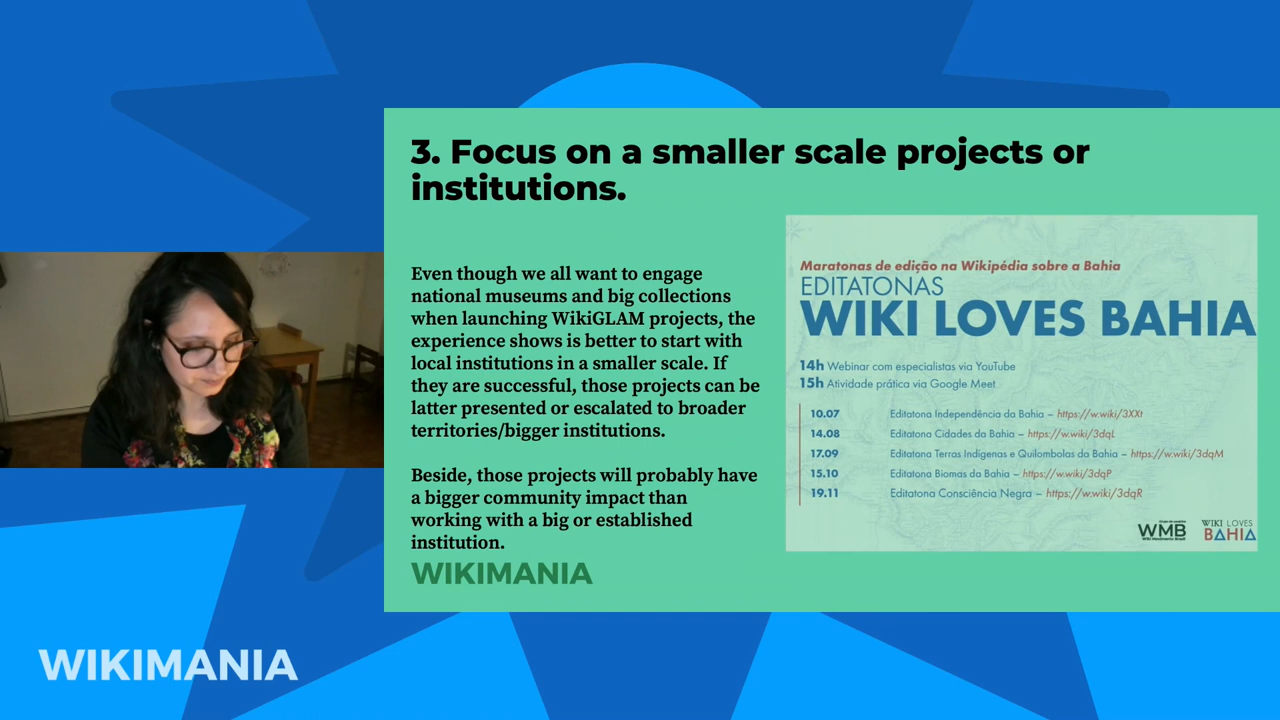 3. Focus on a smaller scale projects or
institutions.
Even though we all want to engage
national museums and big collections
when launching WikiGLAM projects, the
experience shows is better to start with
local institutions in a smaller scale. If
they are successful, those projects can be
latter presented or escalated to broader
territories/bigger institutions.
Beside, those projects will probably have
a bigger community impact than
working with a big or established
institution.
WIKIMANIA
Maratonas de edição na Wikipédia sobre a Bahia
EDITATONAS
WIKI LOVES BAHIA
14h Webinar com especialistas via YouTube
15h Atividade prática via Google Meet
10.07 Editatona Independência da Bahia – https://w.wiki/3XXt
14.08 Editatona Cidades da Bahia – https://w.wiki/3dqL
17.09 Editatona Terras Indígenas e Quilombolas da Bahia – https://w.wiki/3dqM
15.10 Editatona Biomas da Bahia – https://w.wiki/3dqP
19.11 Editatona Consciência Negra – https://w.wiki/3dqR
WMB
WIKI LOVES
BAHIA
WIKIMANIA